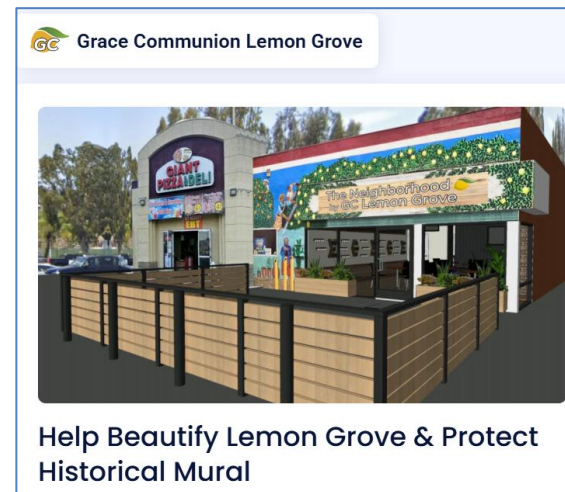 GC Grace Communion Lemon Grove
GIANT
PIZZA & DELI
EBT
The Neighborhood
by GC Lemon Grove
Help Beautify Lemon Grove & Protect
Historical Mural